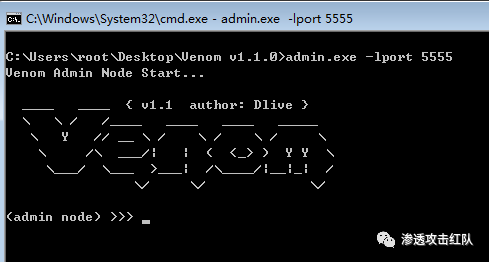 C:\Windows\System32\cmd.exe - admin.exe  -lport 5555
C:\Users\root\Desktop\Venom v1.1.0>admin.exe -lport 5555
Venom Admin Node Start...
{ v1.1  author: Dlive }
(admin node) >>>
渗透攻击红队